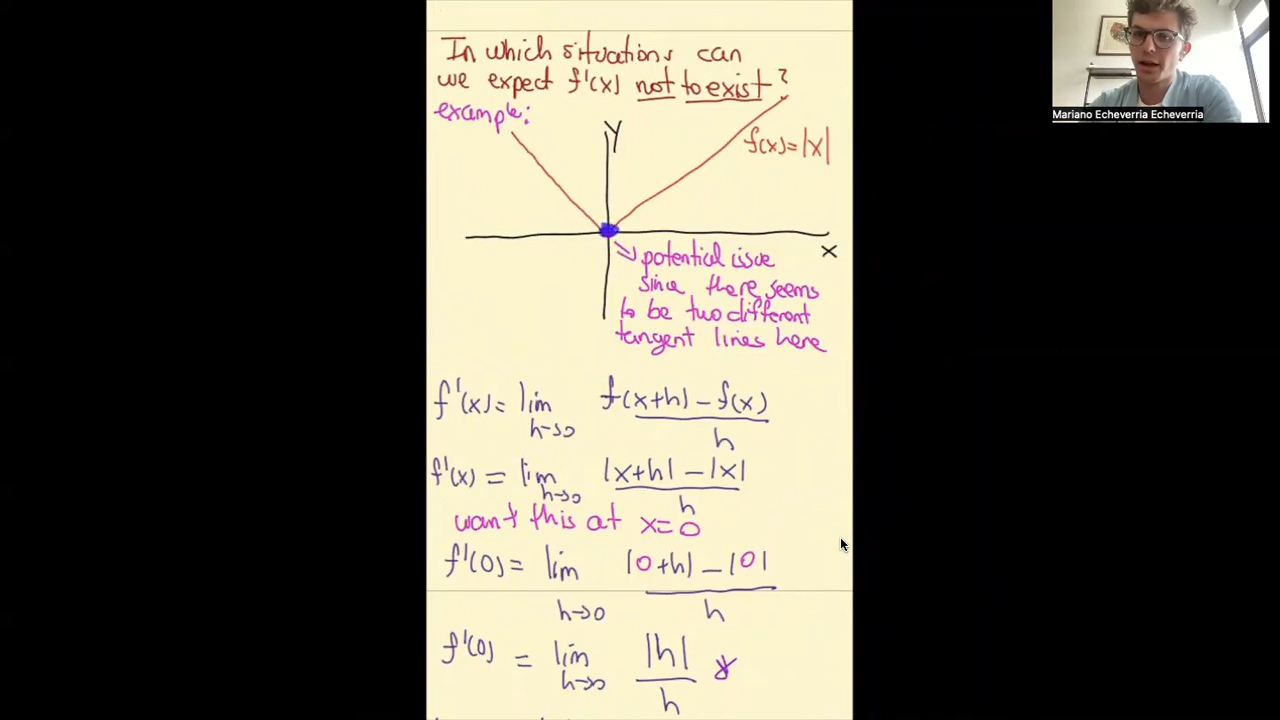 In which situations can
we expect f'(x) not to exist?
example:
Y
f(x)=|x|
x
potential issue
since there seems
to be two different
tangent lines here
f'(x)= lim f(x+h) - f(x)
h→0 h
f'(x) = lim |x+h| - |x|
h→0 h
want this at x=0
f'(0) = lim |0+h| - |0|
h→0 h
f'(0) = lim |h| *
h→0 h
Mariano Echeverria Echeverria